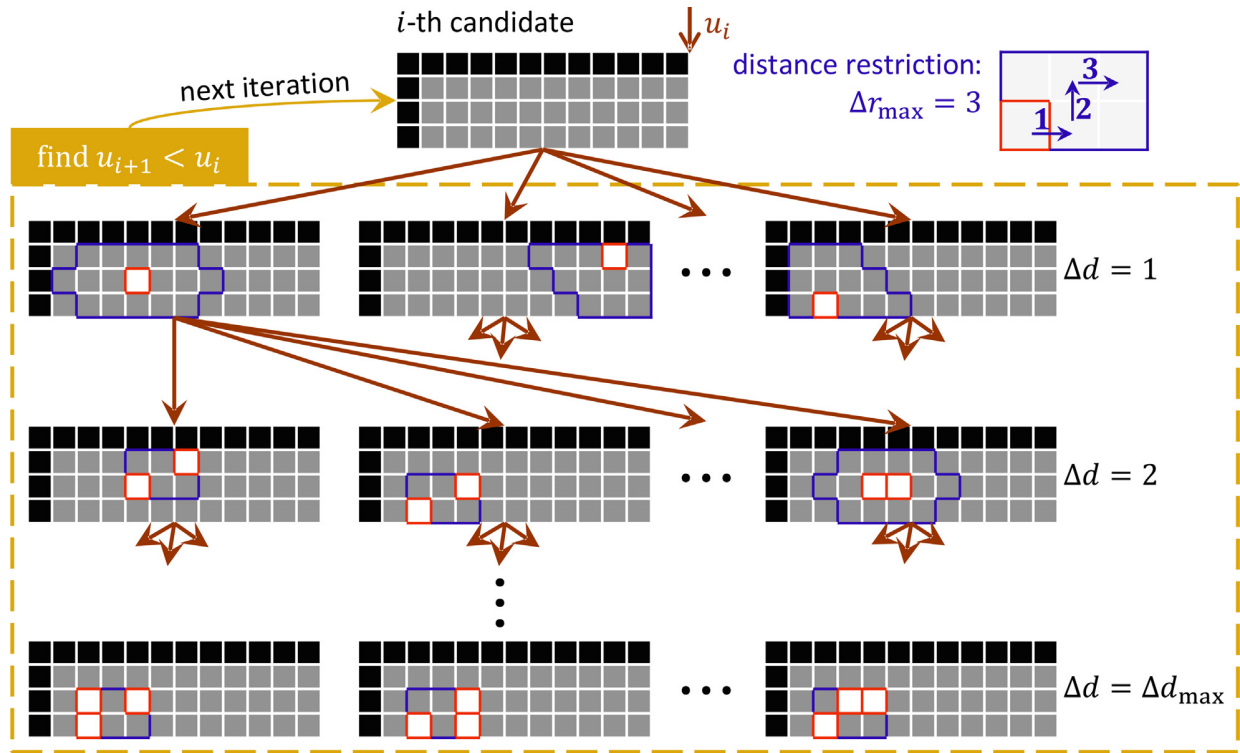 i-th candidate
u_i
next iteration
distance restriction:
Δr_max = 3
1
2
3
find u_{i+1} < u_i
Δd = 1
Δd = 2
Δd = Δd_max